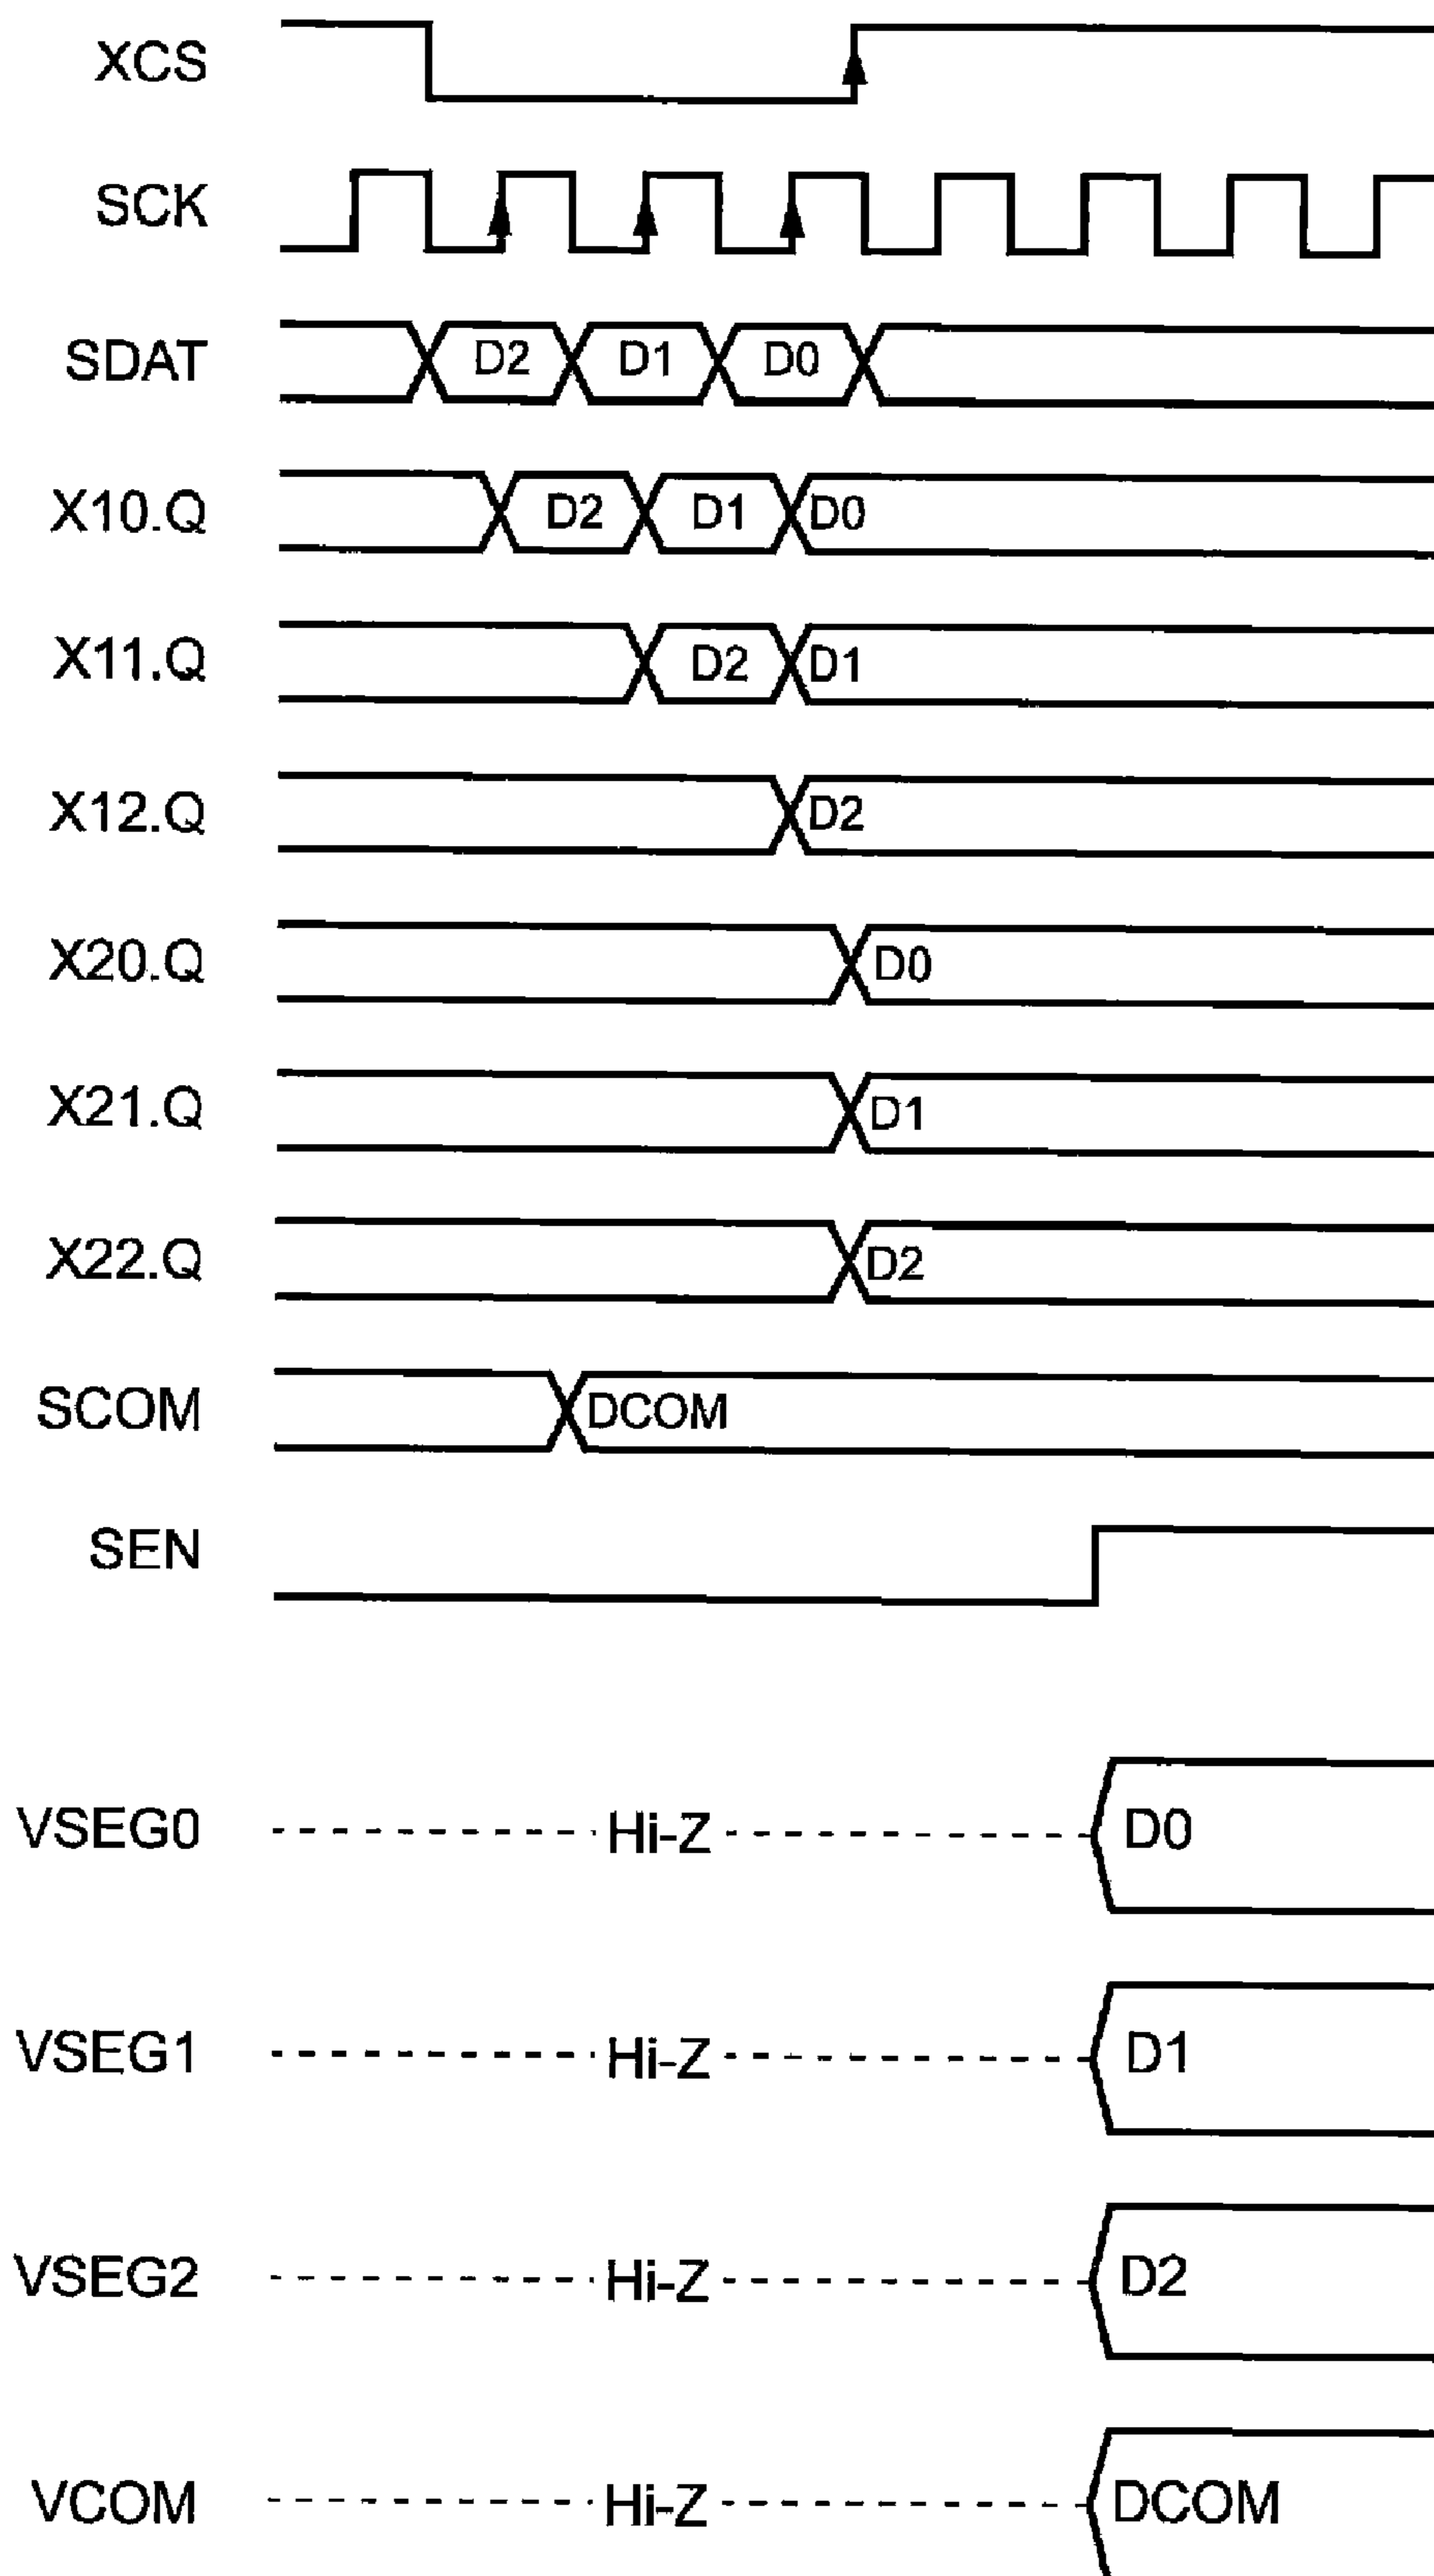 XCS
SCK
SDAT D2 D1 D0
X10.Q D2 D1 D0
X11.Q D2 D1
X12.Q D2
X20.Q D0
X21.Q D1
X22.Q D2
SCOM DCOM
SEN
VSEG0 Hi-Z D0
VSEG1 Hi-Z D1
VSEG2 Hi-Z D2
VCOM Hi-Z DCOM